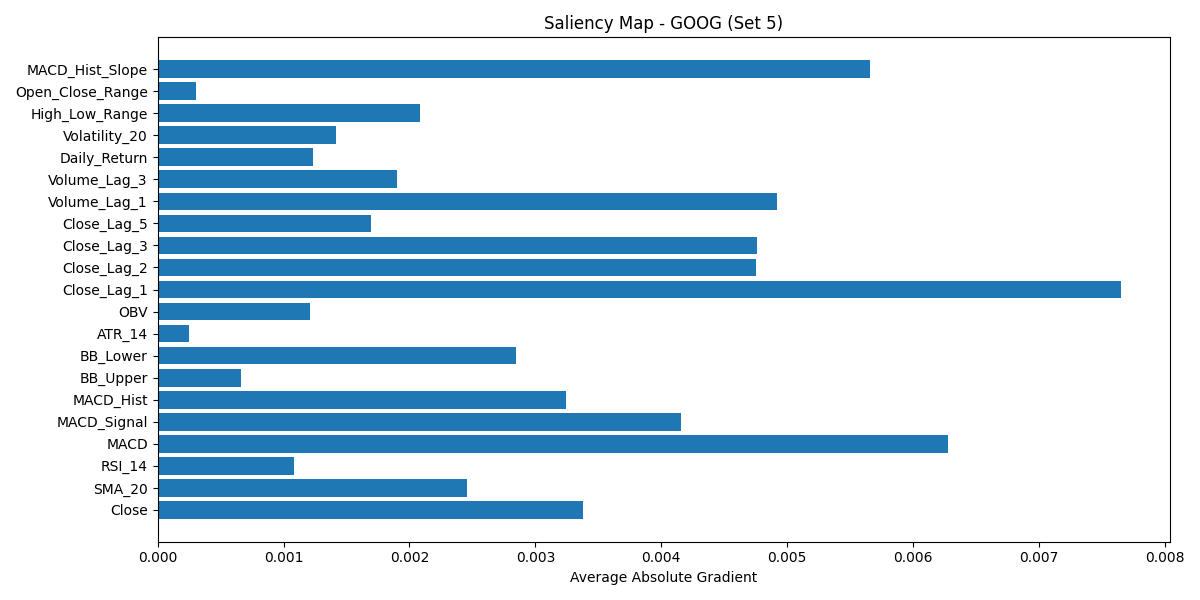 Saliency Map - GOOG (Set 5)
MACD_Hist_Slope
Open_Close_Range
High_Low_Range
Volatility_20
Daily_Return
Volume_Lag_3
Volume_Lag_1
Close_Lag_5
Close_Lag_3
Close_Lag_2
Close_Lag_1
OBV
ATR_14
BB_Lower
BB_Upper
MACD_Hist
MACD_Signal
MACD
RSI_14
SMA_20
Close
0.000 0.001 0.002 0.003 0.004 0.005 0.006 0.007 0.008
Average Absolute Gradient